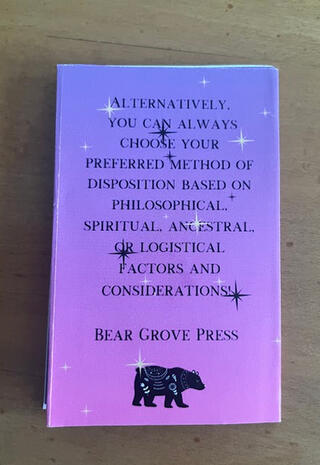 Alternatively,
you can always
choose your
preferred method of
disposition based on
philosophical,
spiritual, ancestral,
or logistical
factors and
considerations!
Bear Grove Press